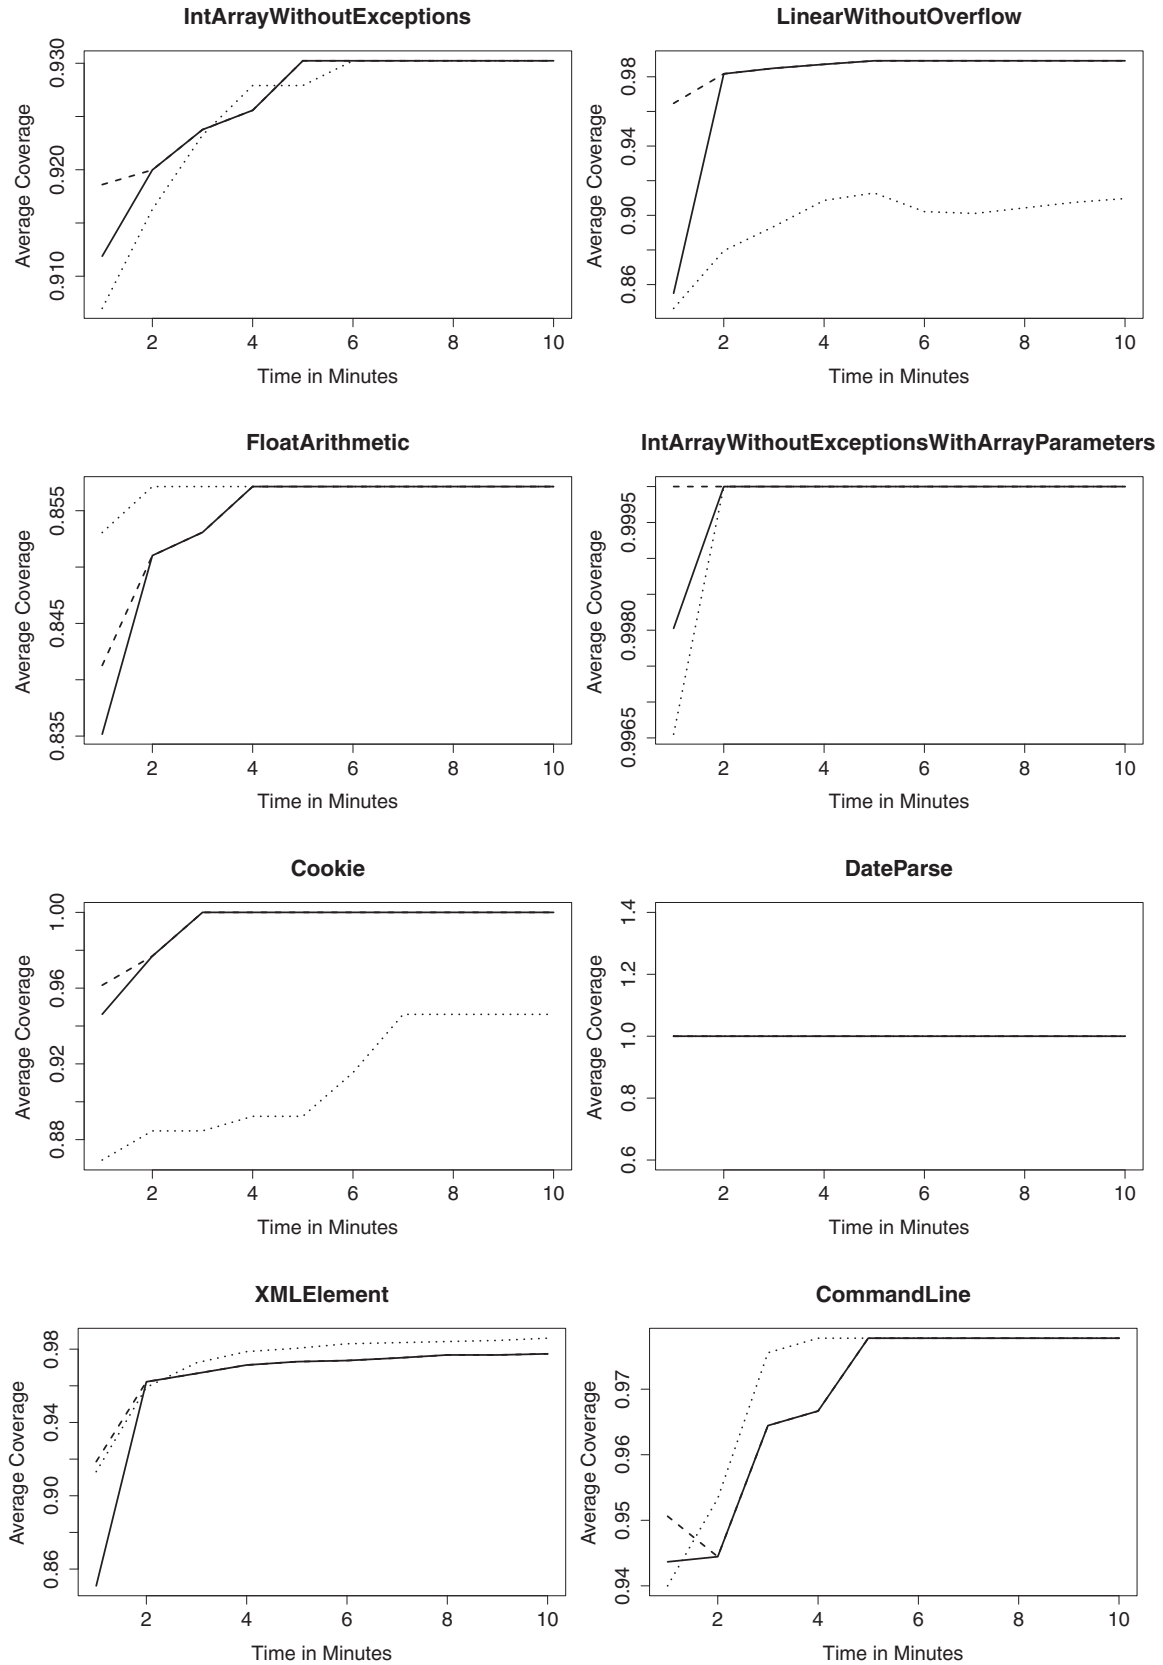 IntArrayWithoutExceptions
Average Coverage
0.930
0.920
0.910
2 4 6 8 10
Time in Minutes
LinearWithoutOverflow
Average Coverage
0.98
0.94
0.90
0.86
2 4 6 8 10
Time in Minutes
FloatArithmetic
Average Coverage
0.855
0.845
0.835
2 4 6 8 10
Time in Minutes
IntArrayWithoutExceptionsWithArrayParameters
Average Coverage
0.9995
0.9980
0.9965
2 4 6 8 10
Time in Minutes
Cookie
Average Coverage
1.00
0.96
0.92
0.88
2 4 6 8 10
Time in Minutes
DateParse
Average Coverage
1.4
1.2
1.0
0.8
0.6
2 4 6 8 10
Time in Minutes
XMLElement
Average Coverage
0.98
0.94
0.90
0.86
2 4 6 8 10
Time in Minutes
CommandLine
Average Coverage
0.97
0.96
0.95
0.94
2 4 6 8 10
Time in Minutes